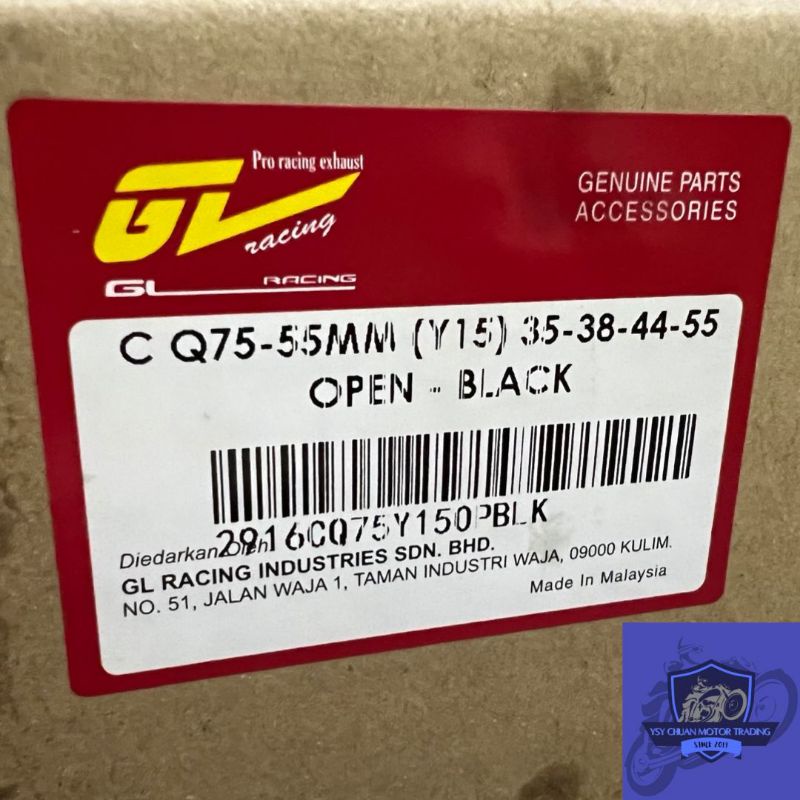 Pro racing exhaust
GL
racing
GL RACING
GENUINE PARTS
ACCESSORIES
C Q75-55MM (Y15) 35-38-44-55
OPEN - BLACK
2916CQ75Y15OPBLK
Diedarkan Oleh
GL RACING INDUSTRIES SDN. BHD.
NO. 51, JALAN WAJA 1, TAMAN INDUSTRI WAJA, 09000 KULIM.
Made In Malaysia
YSY CHUAN MOTOR TRADING
SINCE 2017